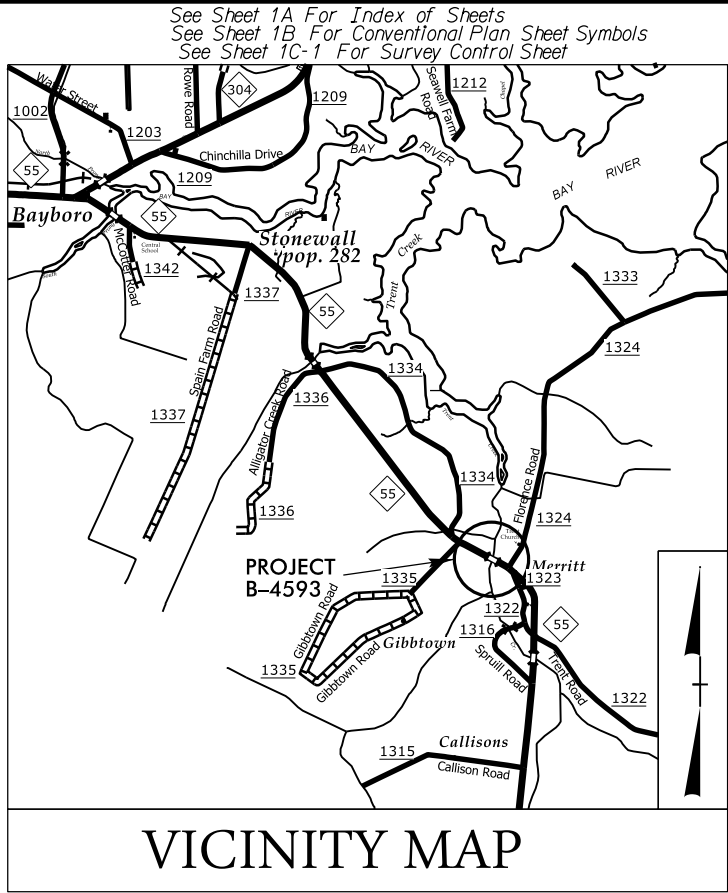 See Sheet 1A For Index of Sheets
See Sheet 1B For Conventional Plan Sheet Symbols
See Sheet 1C-1 For Survey Control Sheet
Water Street
1002
1203
Rowe Road
304
1209
Seawell Farm Road
1212
Chapel
55
Chinchilla Drive
1209
BAY RIVER
BAY RIVER
BAY
Bayboro
55
McCotter Road
Central School
1342
Stonewall
pop. 282
1337
Trent Creek
1333
1324
55
Spain Farm Road
1337
1334
1336
Alligator Creek Road
Trent
1336
55
1334
Florence Road
1324
Church
PROJECT
B-4593
1335
Merritt
1323
1322
1316
55
Gibbtown Road
Gibbtown
Gibbtown Road
1335
Spruill Road
Trent Road
1322
Callisons
1315
Callison Road
VICINITY MAP